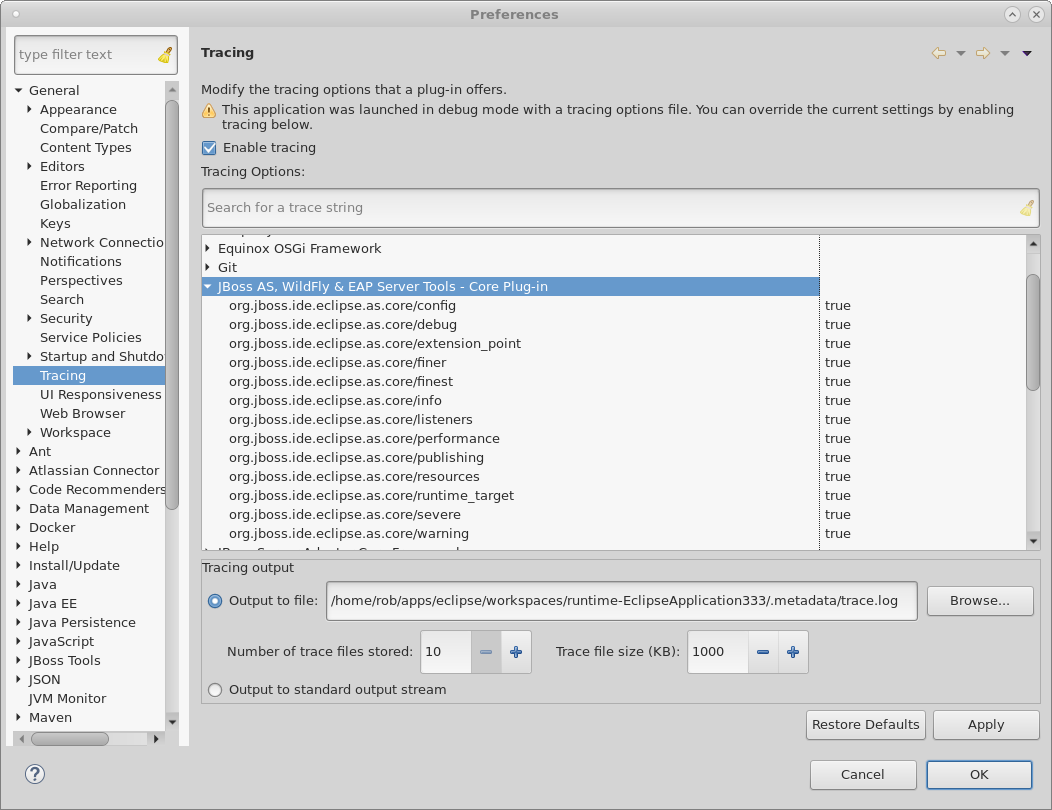 Preferences
type filter text
General
Appearance
Compare/Patch
Content Types
Editors
Error Reporting
Globalization
Keys
Network Connectio
Notifications
Perspectives
Search
Security
Service Policies
Startup and Shutdo
Tracing
UI Responsiveness
Web Browser
Workspace
Ant
Atlassian Connector
Code Recommenders
Data Management
Docker
Help
Install/Update
Java
Java EE
Java Persistence
JavaScript
JBoss Tools
JSON
JVM Monitor
Maven
Tracing
Modify the tracing options that a plug-in offers.
This application was launched in debug mode with a tracing options file. You can override the current settings by enabling
tracing below.
Enable tracing
Tracing Options:
Search for a trace string
Equinox OSGi Framework
Git
JBoss AS, WildFly & EAP Server Tools - Core Plug-in
org.jboss.ide.eclipse.as.core/config true
org.jboss.ide.eclipse.as.core/debug true
org.jboss.ide.eclipse.as.core/extension_point true
org.jboss.ide.eclipse.as.core/finer true
org.jboss.ide.eclipse.as.core/finest true
org.jboss.ide.eclipse.as.core/info true
org.jboss.ide.eclipse.as.core/listeners true
org.jboss.ide.eclipse.as.core/performance true
org.jboss.ide.eclipse.as.core/publishing true
org.jboss.ide.eclipse.as.core/resources true
org.jboss.ide.eclipse.as.core/runtime_target true
org.jboss.ide.eclipse.as.core/severe true
org.jboss.ide.eclipse.as.core/warning true
Tracing output
Output to file: /home/rob/apps/eclipse/workspaces/runtime-EclipseApplication333/.metadata/trace.log Browse...
Number of trace files stored: 10 Trace file size (KB): 1000
Output to standard output stream
Restore Defaults Apply
? Cancel OK